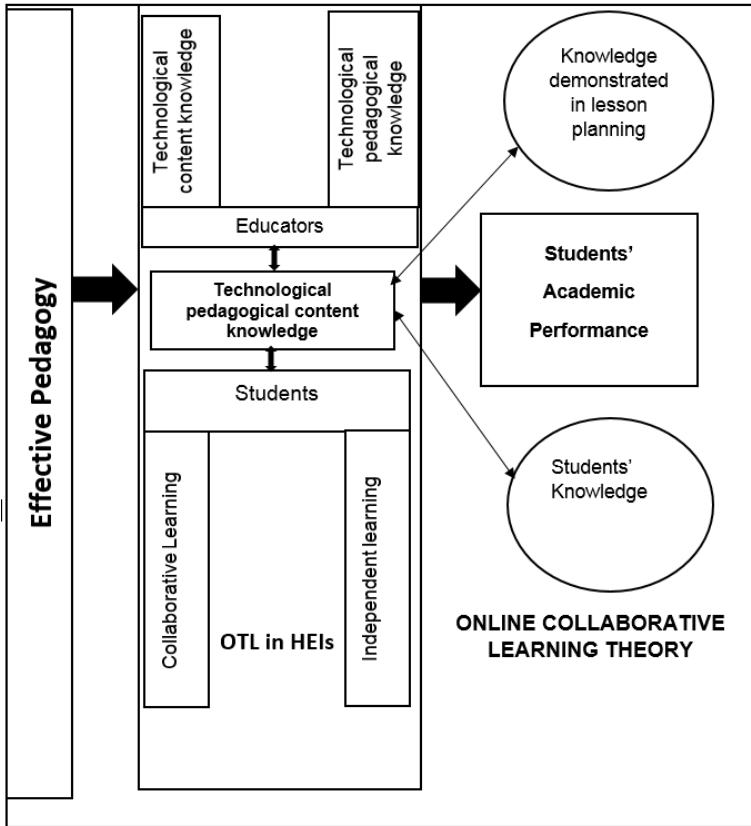 Effective Pedagogy
Technological
content knowledge
Technological
pedagogical
knowledge
Educators
Technological
pedagogical content
knowledge
Students
Collaborative Learning
Independent learning
OTL in HEIs
Knowledge
demonstrated
in lesson
planning
Students’
Academic
Performance
Students’
Knowledge
ONLINE COLLABORATIVE
LEARNING THEORY